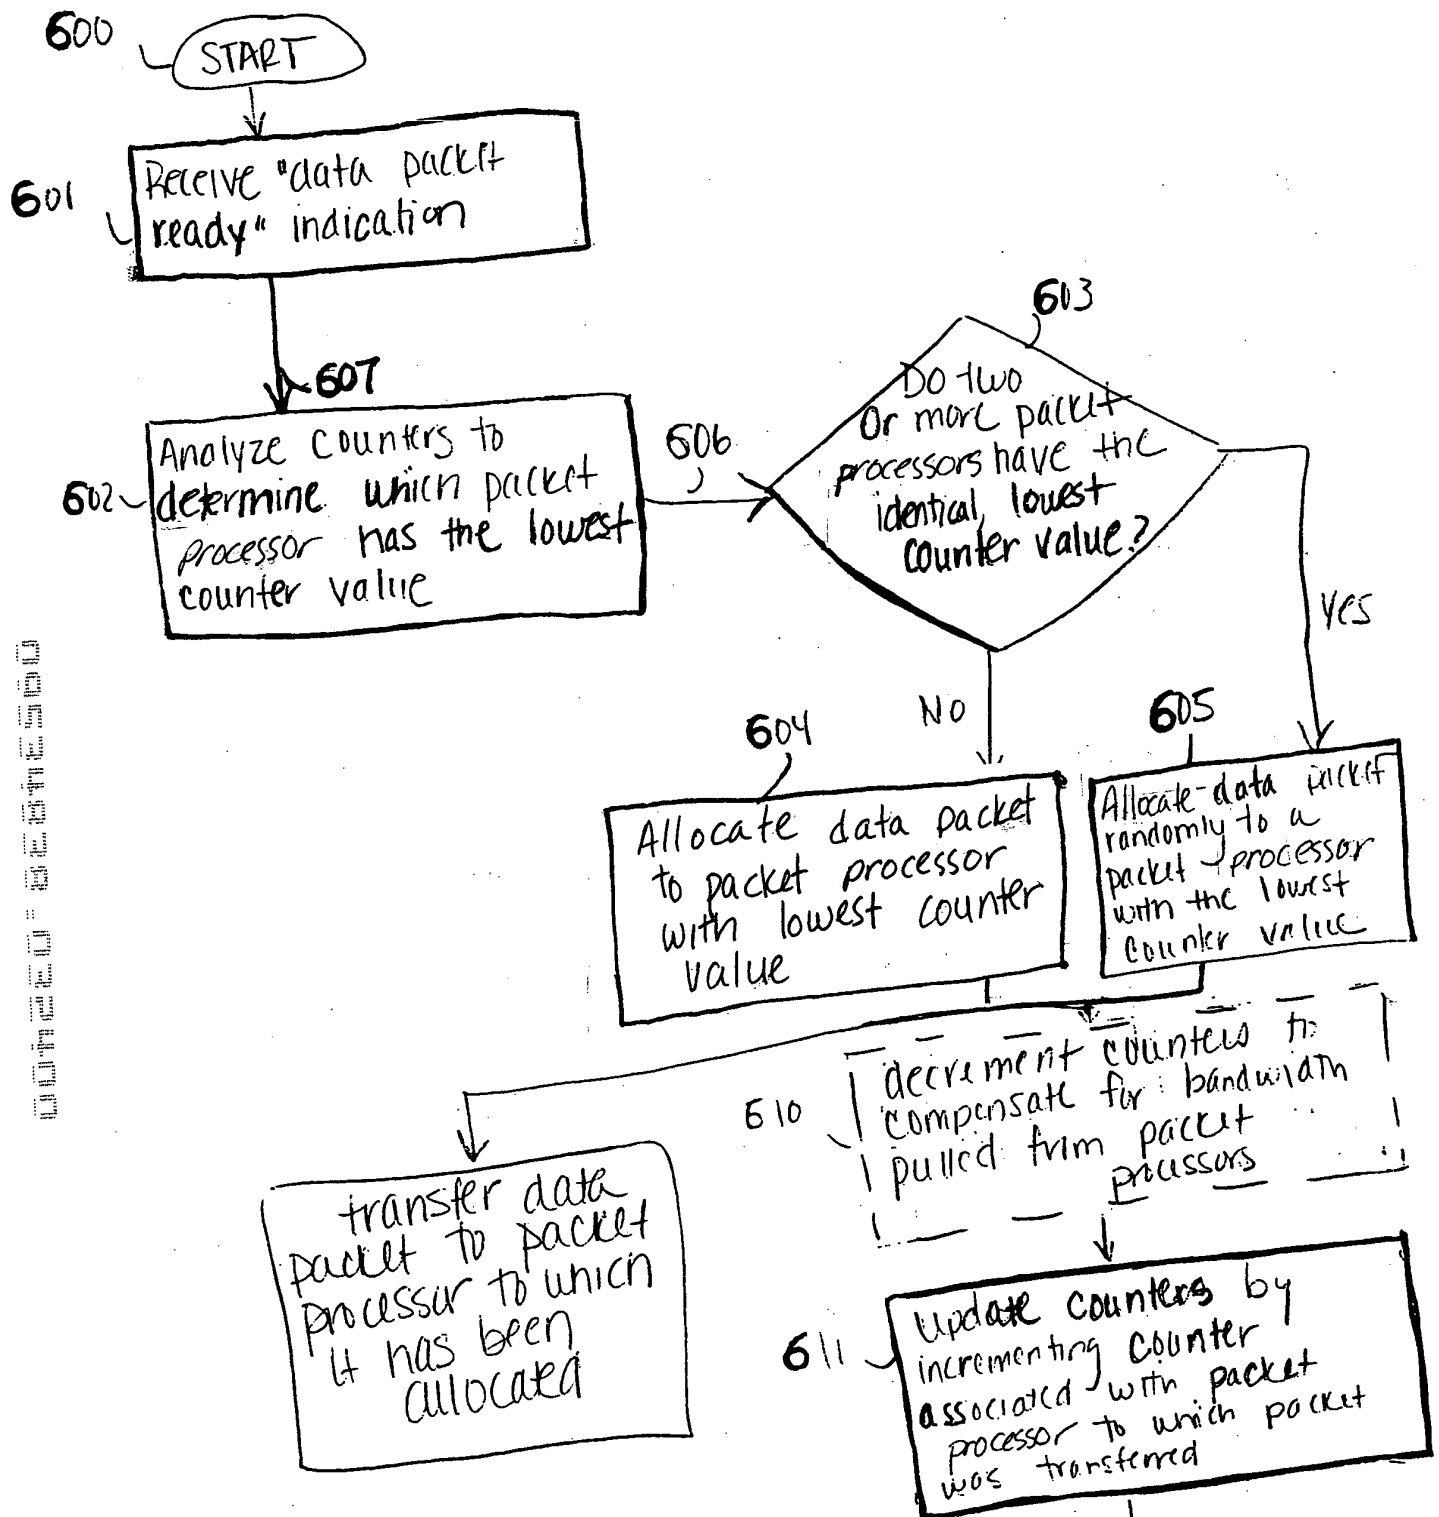 600
START
601
Receive "data packet
ready" indication
607
602
Analyze counters to
determine which packet
processor has the lowest
counter value
606
603
Do two
Or more packet
processors have the
identical, lowest
counter value?
Yes
No
604
Allocate data packet
to packet processor
with lowest counter
value
605
Allocate data packet
randomly to a
packet processor
with the lowest
counter value
610
decrement counters to
compensate for bandwidth
pulled from packet
processors
transfer data
packet to packet
processor to which
it has been
allocated
611
update counters by
incrementing counter
associated with packet
processor to which packet
was transferred